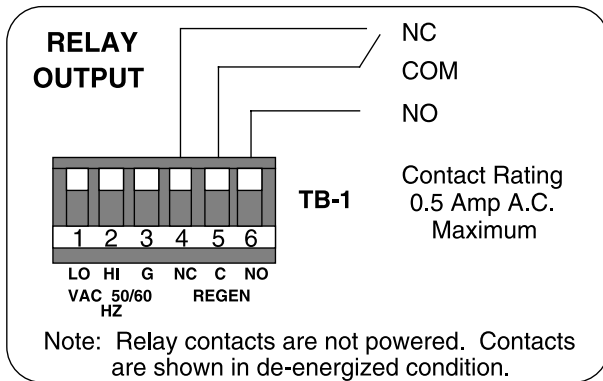 RELAY
OUTPUT
NC
COM
NO
TB-1
Contact Rating
0.5 Amp A.C.
Maximum
1 2 3 4 5 6
LO HI G NC C NO
VAC 50/60 REGEN
HZ
Note: Relay contacts are not powered. Contacts
are shown in de-energized condition.